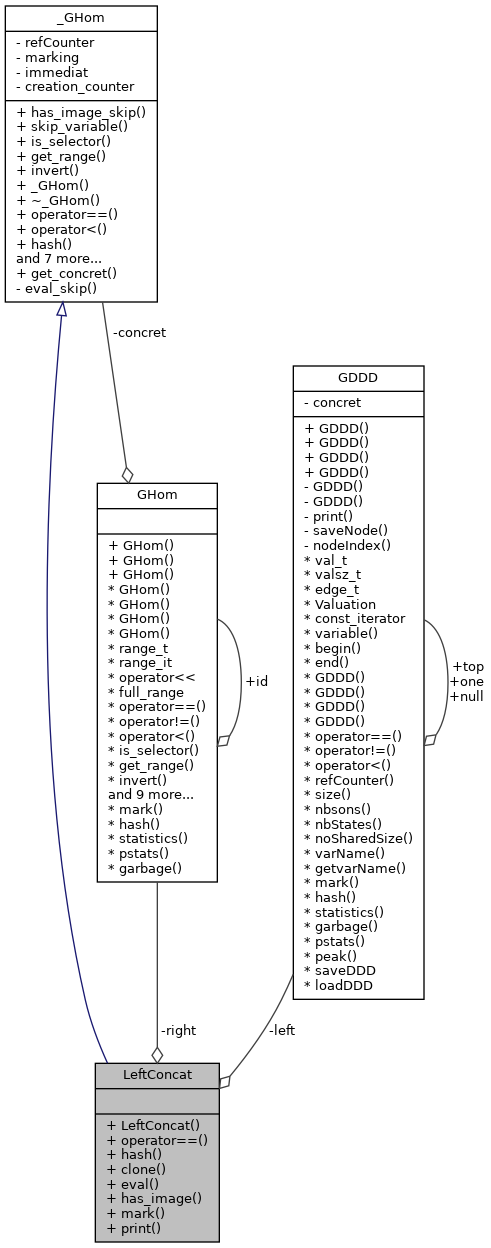 _GHom
- refCounter
- marking
- immediat
- creation_counter
+ has_image_skip()
+ skip_variable()
+ is_selector()
+ get_range()
+ invert()
+ _GHom()
+ ~_GHom()
+ operator==()
+ operator<()
+ hash()
and 7 more...
+ get_concret()
- eval_skip()
-concret
GHom
+ GHom()
+ GHom()
+ GHom()
* GHom()
* GHom()
* GHom()
* GHom()
* range_t
* range_it
* operator<<
* full_range
* operator==()
* operator!=()
* operator<()
* is_selector()
* get_range()
* invert()
and 9 more...
* mark()
* hash()
* statistics()
* pstats()
* garbage()
+id
GDDD
- concret
+ GDDD()
+ GDDD()
+ GDDD()
+ GDDD()
- GDDD()
- GDDD()
- print()
- saveNode()
- nodeIndex()
* val_t
* valsz_t
* edge_t
* Valuation
* const_iterator
* variable()
* begin()
* end()
* GDDD()
* GDDD()
* GDDD()
* GDDD()
* operator==()
* operator!=()
* operator<()
* refCounter()
* size()
* nbsons()
* nbStates()
* noSharedSize()
* varName()
* getvarName()
* mark()
* hash()
* statistics()
* garbage()
* pstats()
* peak()
* saveDDD
* loadDDD
+top
+one
+null
-right
-left
LeftConcat
+ LeftConcat()
+ operator==()
+ hash()
+ clone()
+ eval()
+ has_image()
+ mark()
+ print()